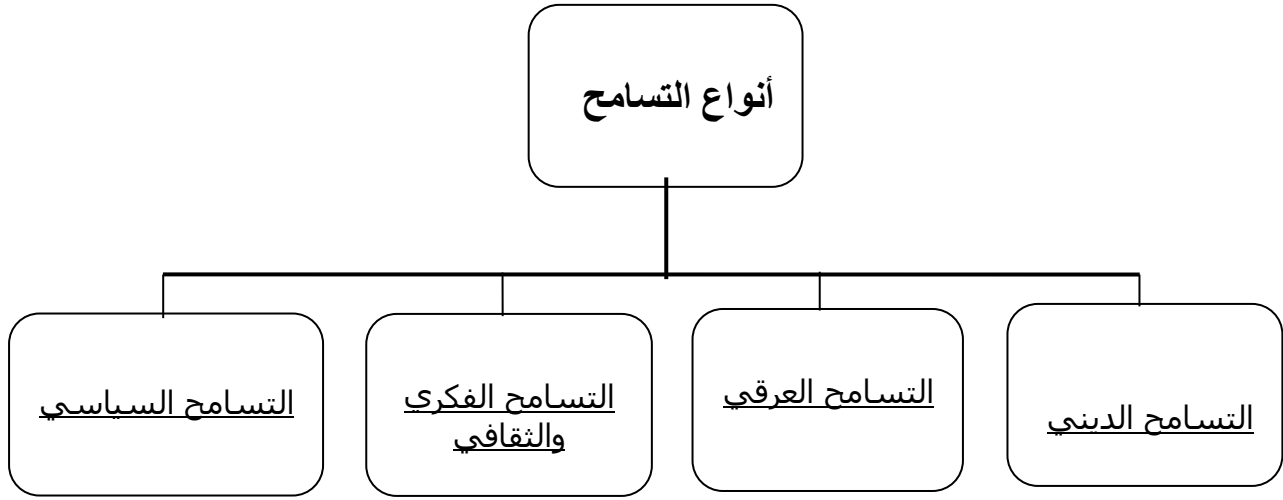 أنواع التسامح
التسامح الديني
التسامح العرقي
التسامح الفكري
والثقافي
التسامح السياسي